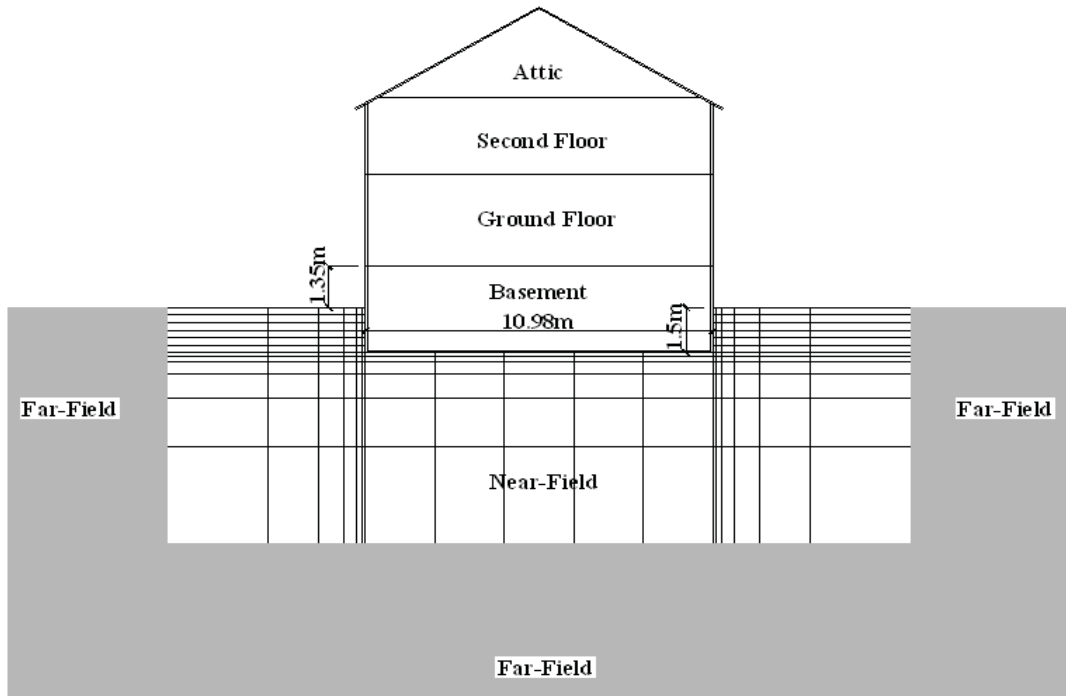 Attic
Second Floor
Ground Floor
1.35m
Basement
10.98m
1.5m
Far-Field
Far-Field
Near-Field
Far-Field